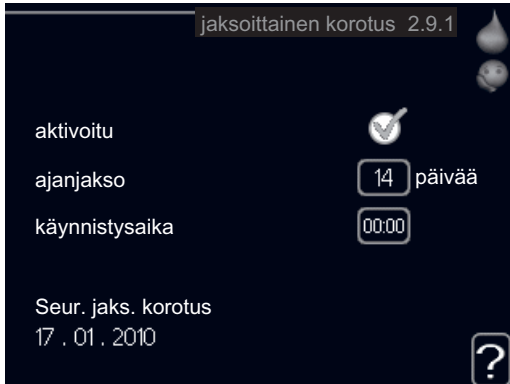 jaksoittainen korotus 2.9.1
aktivoitu
ajanjakso 14 päivää
käynnistysaika 00:00
Seur. jaks. korotus
17 . 01 . 2010
?